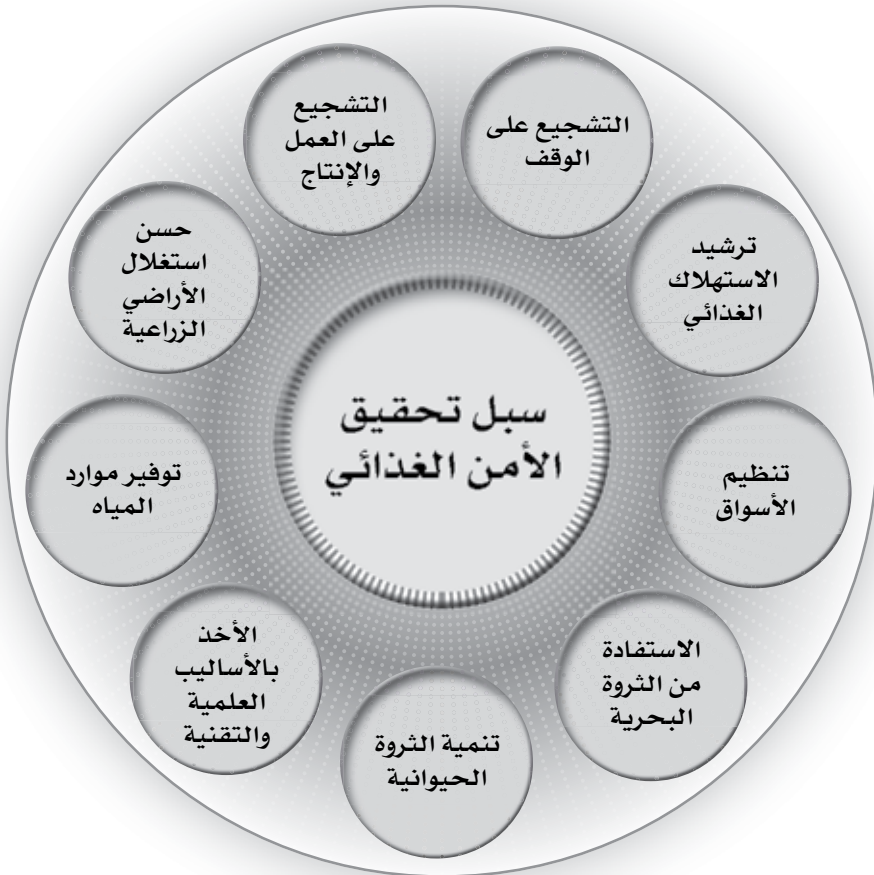 سبل تحقيق
الأمن الغذائي
التشجيع على
الوقف
ترشيد
الاستهلاك
الغذائي
تنظيم
الأسواق
الاستفادة
من الثروة
البحرية
تنمية الثروة
الحيوانية
الأخذ
بالأساليب
العلمية
والتقنية
توفير موارد
المياه
حسن
استغلال
الأراضي
الزراعية
التشجيع
على العمل
والإنتاج